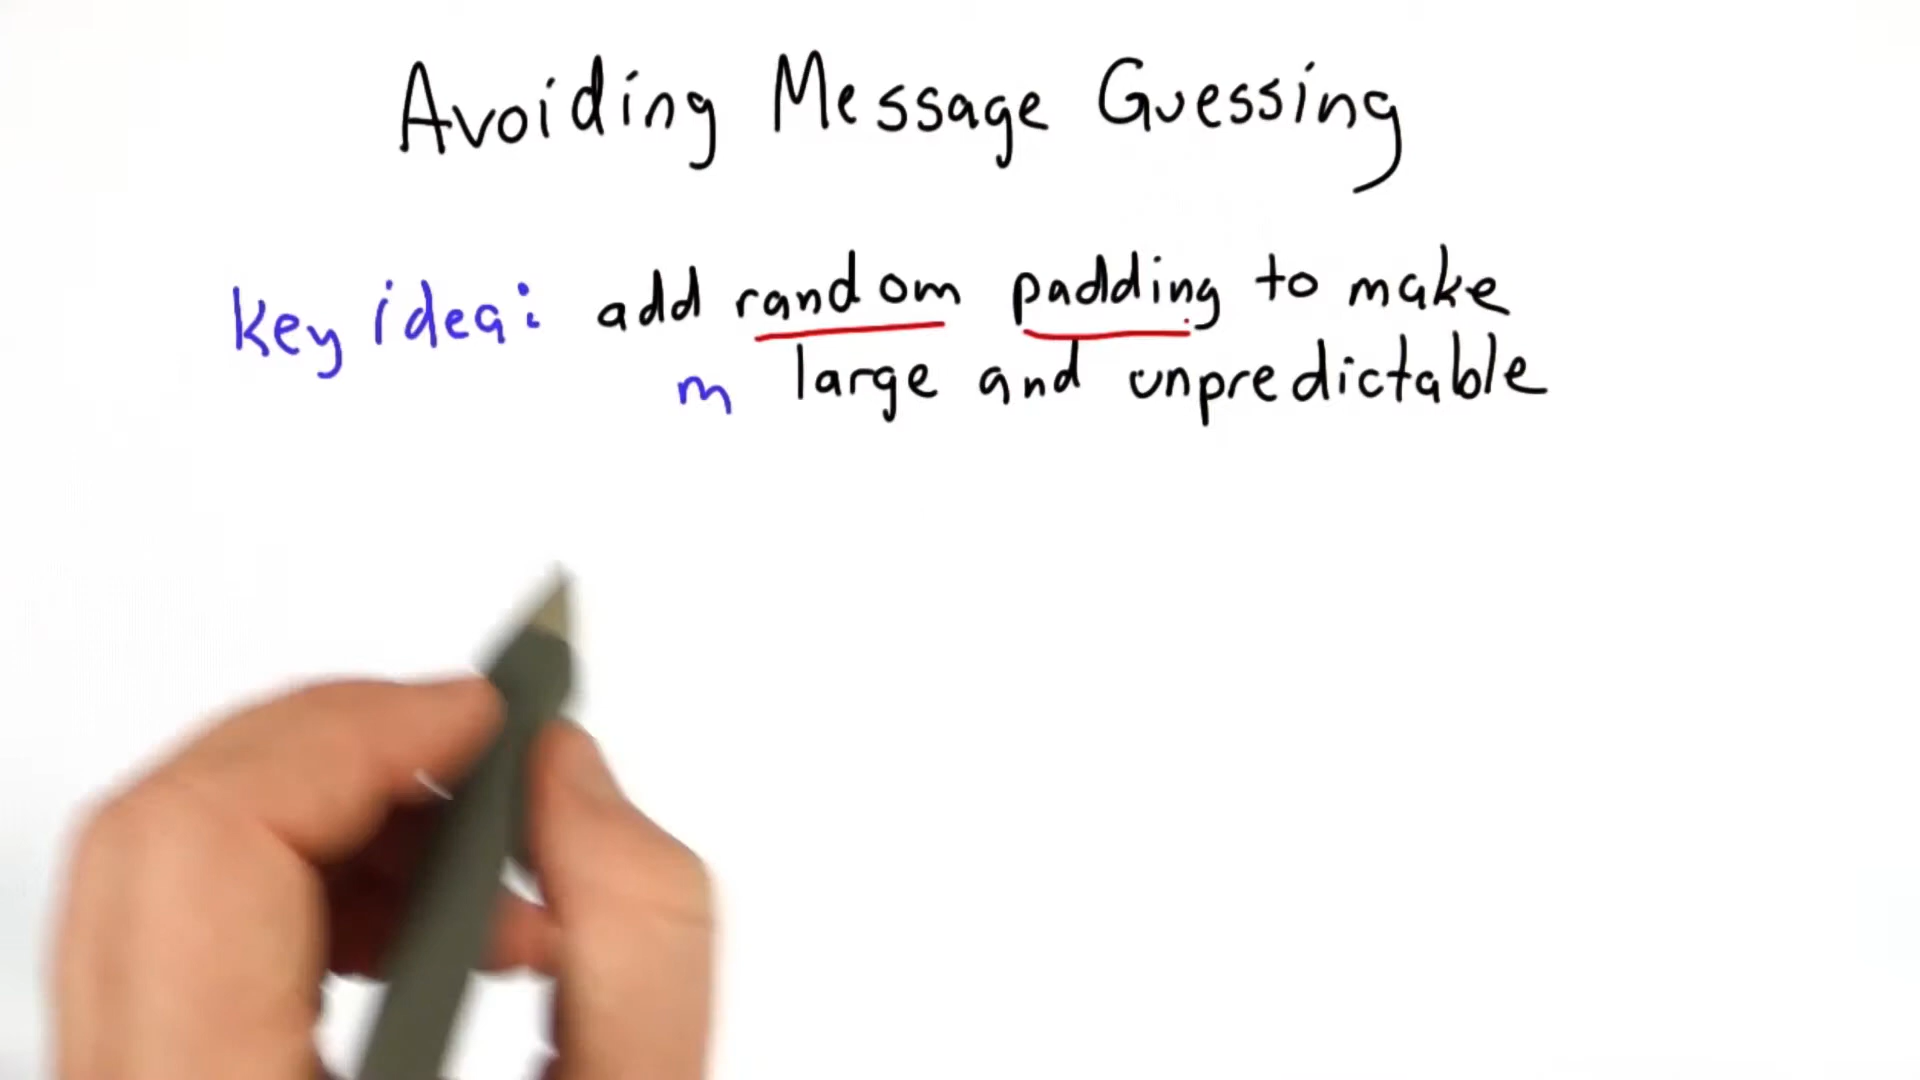 Avoiding Message Guessing
key idea: add random padding to make
m large and unpredictable